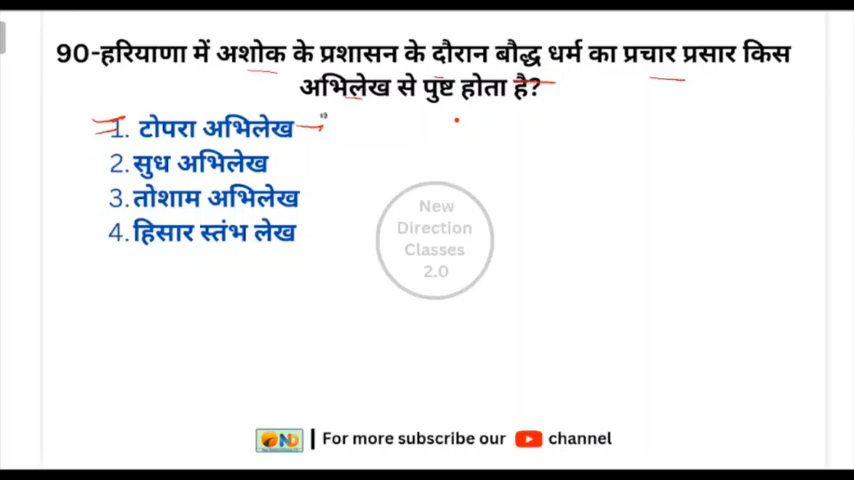 90-हरियाणा में अशोक के प्रशासन के दौरान बौद्ध धर्म का प्रचार प्रसार किस
अभिलेख से पुष्ट होता है?
1. टोपरा अभिलेख
2. सुध अभिलेख
3. तोशाम अभिलेख
4. हिसार स्तंभ लेख
New
Direction
Classes
2.0
ND | For more subscribe our channel